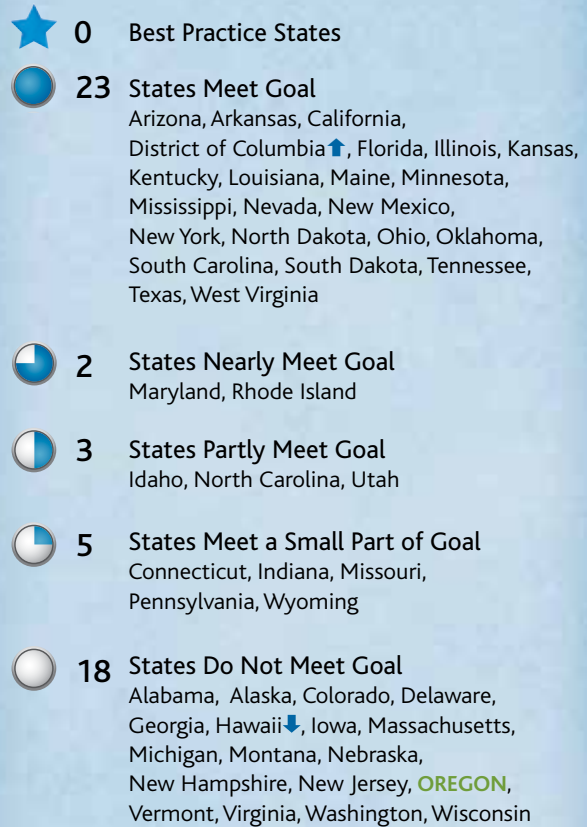 0 Best Practice States
23 States Meet Goal
Arizona, Arkansas, California,
District of Columbia⬆, Florida, Illinois, Kansas,
Kentucky, Louisiana, Maine, Minnesota,
Mississippi, Nevada, New Mexico,
New York, North Dakota, Ohio, Oklahoma,
South Carolina, South Dakota, Tennessee,
Texas, West Virginia
2 States Nearly Meet Goal
Maryland, Rhode Island
3 States Partly Meet Goal
Idaho, North Carolina, Utah
5 States Meet a Small Part of Goal
Connecticut, Indiana, Missouri,
Pennsylvania, Wyoming
18 States Do Not Meet Goal
Alabama, Alaska, Colorado, Delaware,
Georgia, Hawaii⬇, Iowa, Massachusetts,
Michigan, Montana, Nebraska,
New Hampshire, New Jersey, OREGON,
Vermont, Virginia, Washington, Wisconsin